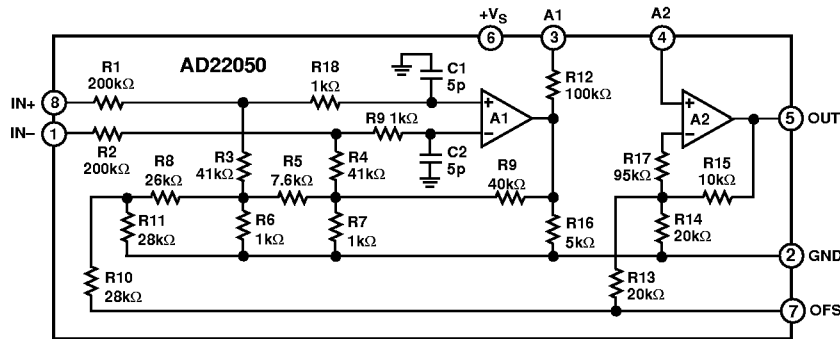 +VS A1 A2
6 3 4
AD22050
R1
200kΩ
R18
1kΩ
C1
5p
R12
100kΩ
IN+ 8
IN– 1
R2
200kΩ
R9 1kΩ
A1
A2
5 OUT
C2
5p
R8
26kΩ
R3
41kΩ
R5
7.6kΩ
R4
41kΩ
R9
40kΩ
R17
95kΩ
R15
10kΩ
R11
28kΩ
R6
1kΩ
R7
1kΩ
R16
5kΩ
R14
20kΩ
2 GND
R10
28kΩ
R13
20kΩ
7 OFS